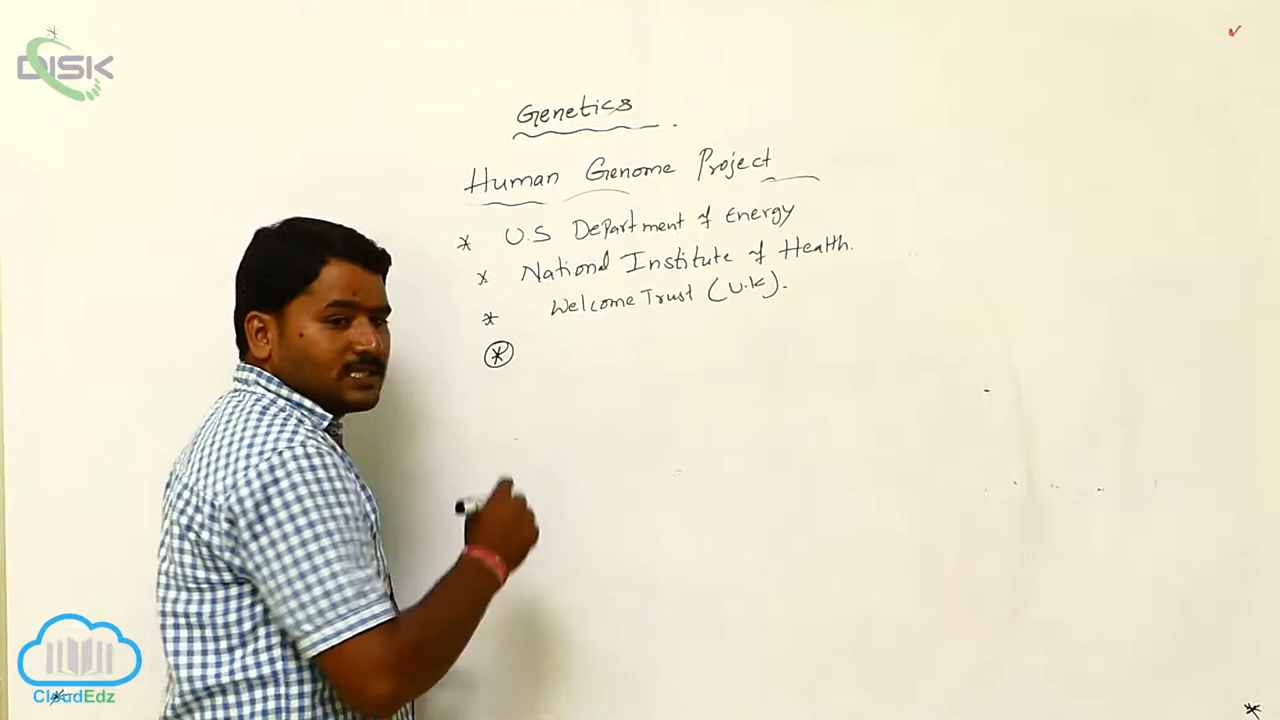 DISK
Genetics
Human Genome Project
* U.S Department of Energy
* National Institute of Health.
* Welcome Trust (U.K).
*
CloudEdz